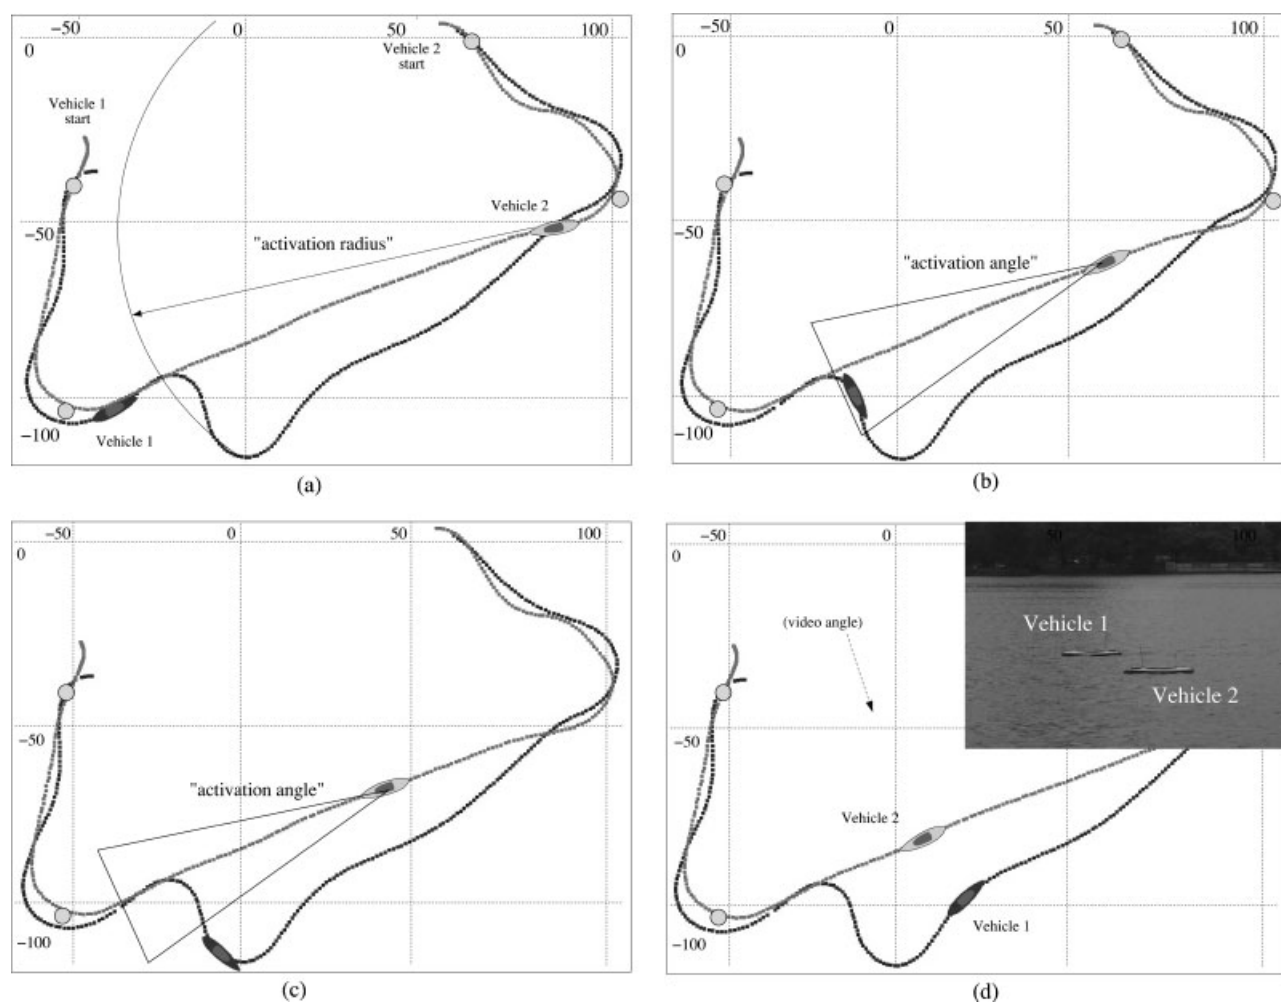 −50 0 50 100
0
Vehicle 2
start
Vehicle 1
start
Vehicle 2
"activation radius"
−50
−100
Vehicle 1
(a)
−50 0 50 100
0
−50
"activation angle"
−100
(b)
−50 0 50 100
0
−50
"activation angle"
−100
(c)
−50 0 50 100
0
(video angle)
Vehicle 1
Vehicle 2
−50
Vehicle 2
Vehicle 1
−100
(d)